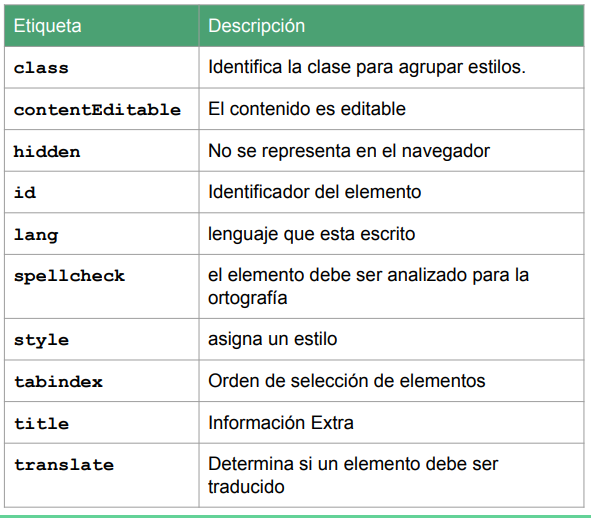 Etiqueta Descripción
class Identifica la clase para agrupar estilos.
contentEditable El contenido es editable
hidden No se representa en el navegador
id Identificador del elemento
lang lenguaje que esta escrito
spellcheck el elemento debe ser analizado para la
ortografía
style asigna un estilo
tabindex Orden de selección de elementos
title Información Extra
translate Determina si un elemento debe ser
traducido